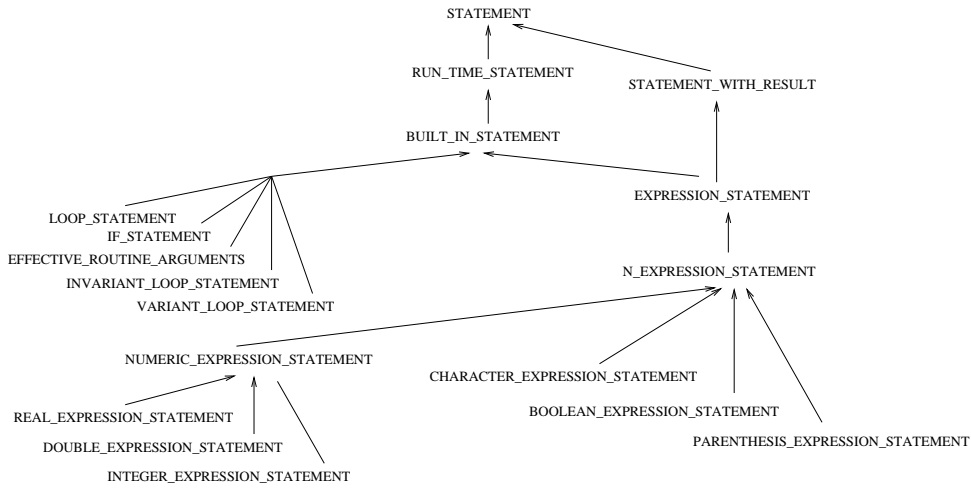 STATEMENT
RUN_TIME_STATEMENT
STATEMENT_WITH_RESULT
BUILT_IN_STATEMENT
EXPRESSION_STATEMENT
LOOP_STATEMENT
IF_STATEMENT
EFFECTIVE_ROUTINE_ARGUMENTS
INVARIANT_LOOP_STATEMENT
VARIANT_LOOP_STATEMENT
N_EXPRESSION_STATEMENT
NUMERIC_EXPRESSION_STATEMENT
CHARACTER_EXPRESSION_STATEMENT
BOOLEAN_EXPRESSION_STATEMENT
PARENTHESIS_EXPRESSION_STATEMENT
REAL_EXPRESSION_STATEMENT
DOUBLE_EXPRESSION_STATEMENT
INTEGER_EXPRESSION_STATEMENT